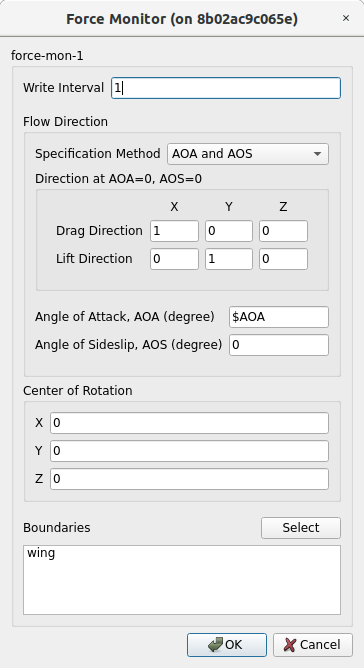 Force Monitor (on 8b02ac9c065e)
×
force-mon-1
Write Interval 1
Flow Direction
Specification Method AOA and AOS
Direction at AOA=0, AOS=0
X Y Z
Drag Direction 1 0 0
Lift Direction 0 1 0
Angle of Attack, AOA (degree) $AOA
Angle of Sideslip, AOS (degree) 0
Center of Rotation
X 0
Y 0
Z 0
Boundaries Select
wing
OK Cancel